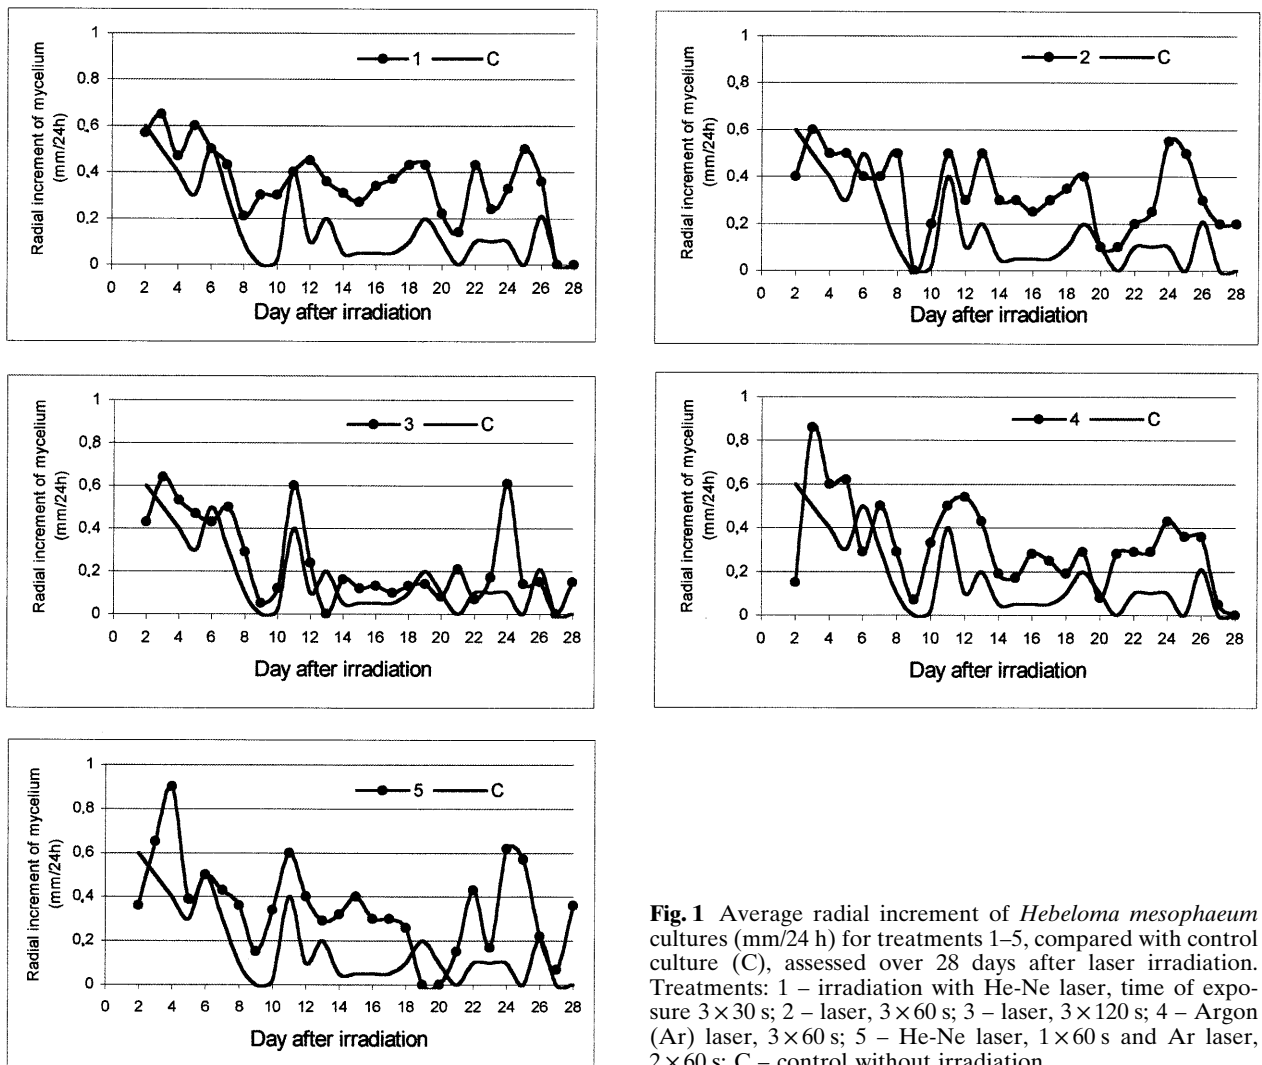 1 C
Radial increment of mycelium
(mm/24h)
1
0,8
0,6
0,4
0,2
0
0 2 4 6 8 10 12 14 16 18 20 22 24 26 28
Day after irradiation
2 C
Radial increment of mycelium
(mm/24h)
1
0,8
0,6
0,4
0,2
0
0 2 4 6 8 10 12 14 16 18 20 22 24 26 28
Day after irradiation
3 C
Radial increment of mycelium
(mm/24h)
1
0,8
0,6
0,4
0,2
0
0 2 4 6 8 10 12 14 16 18 20 22 24 26 28
Day after irradiation
4 C
Radial increment of mycelium
(mm/24h)
1
0,8
0,6
0,4
0,2
0
0 2 4 6 8 10 12 14 16 18 20 22 24 26 28
Day after irradiation
5 C
Radial increment of mycelium
(mm/24h)
1
0,8
0,6
0,4
0,2
0
0 2 4 6 8 10 12 14 16 18 20 22 24 26 28
Day after irradiation
Fig. 1 Average radial increment of Hebeloma mesophaeum
cultures (mm/24 h) for treatments 1–5, compared with control
culture (C), assessed over 28 days after laser irradiation.
Treatments: 1 – irradiation with He-Ne laser, time of expo-
sure 3×30 s; 2 – laser, 3×60 s; 3 – laser, 3×120 s; 4 – Argon
(Ar) laser, 3×60 s; 5 – He-Ne laser, 1×60 s and Ar laser,
2×60 s; C – control without irradiation